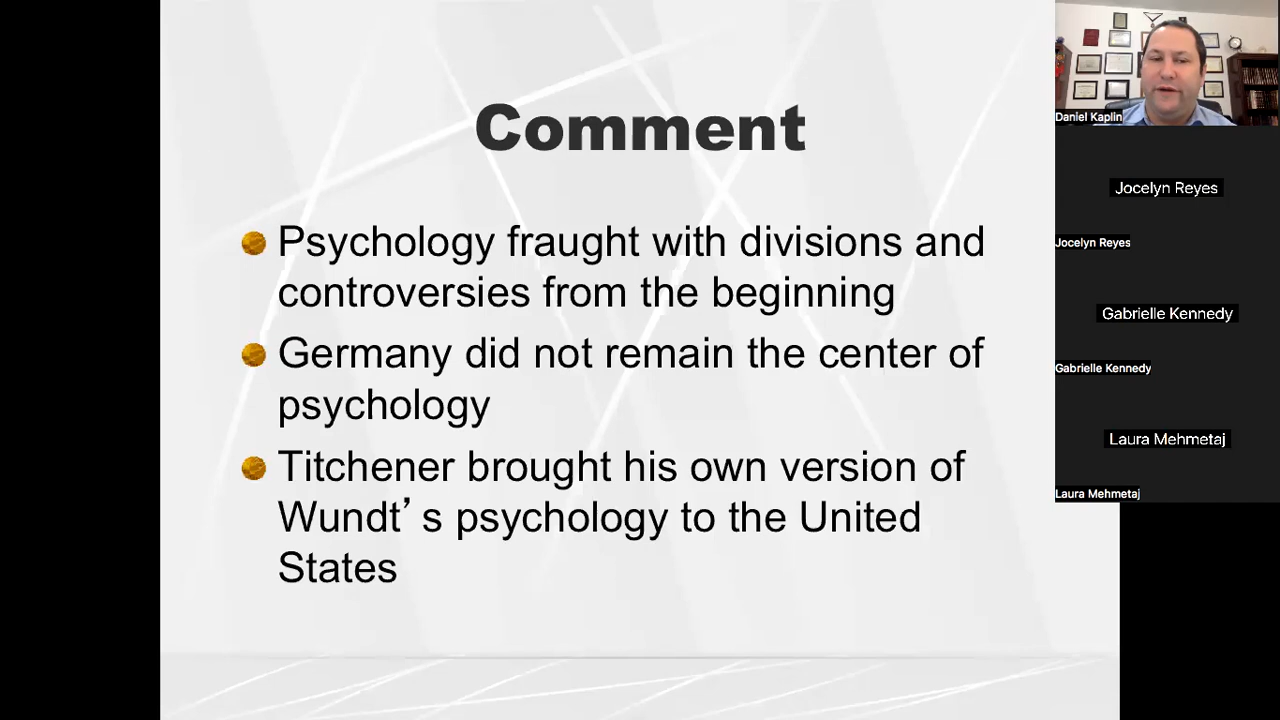 Comment
Psychology fraught with divisions and
controversies from the beginning
Germany did not remain the center of
psychology
Titchener brought his own version of
Wundt’ s psychology to the United
States
Daniel Kaplin
Jocelyn Reyes
Jocelyn Reyes
Gabrielle Kennedy
Gabrielle Kennedy
Laura Mehmetaj
Laura Mehmetaj